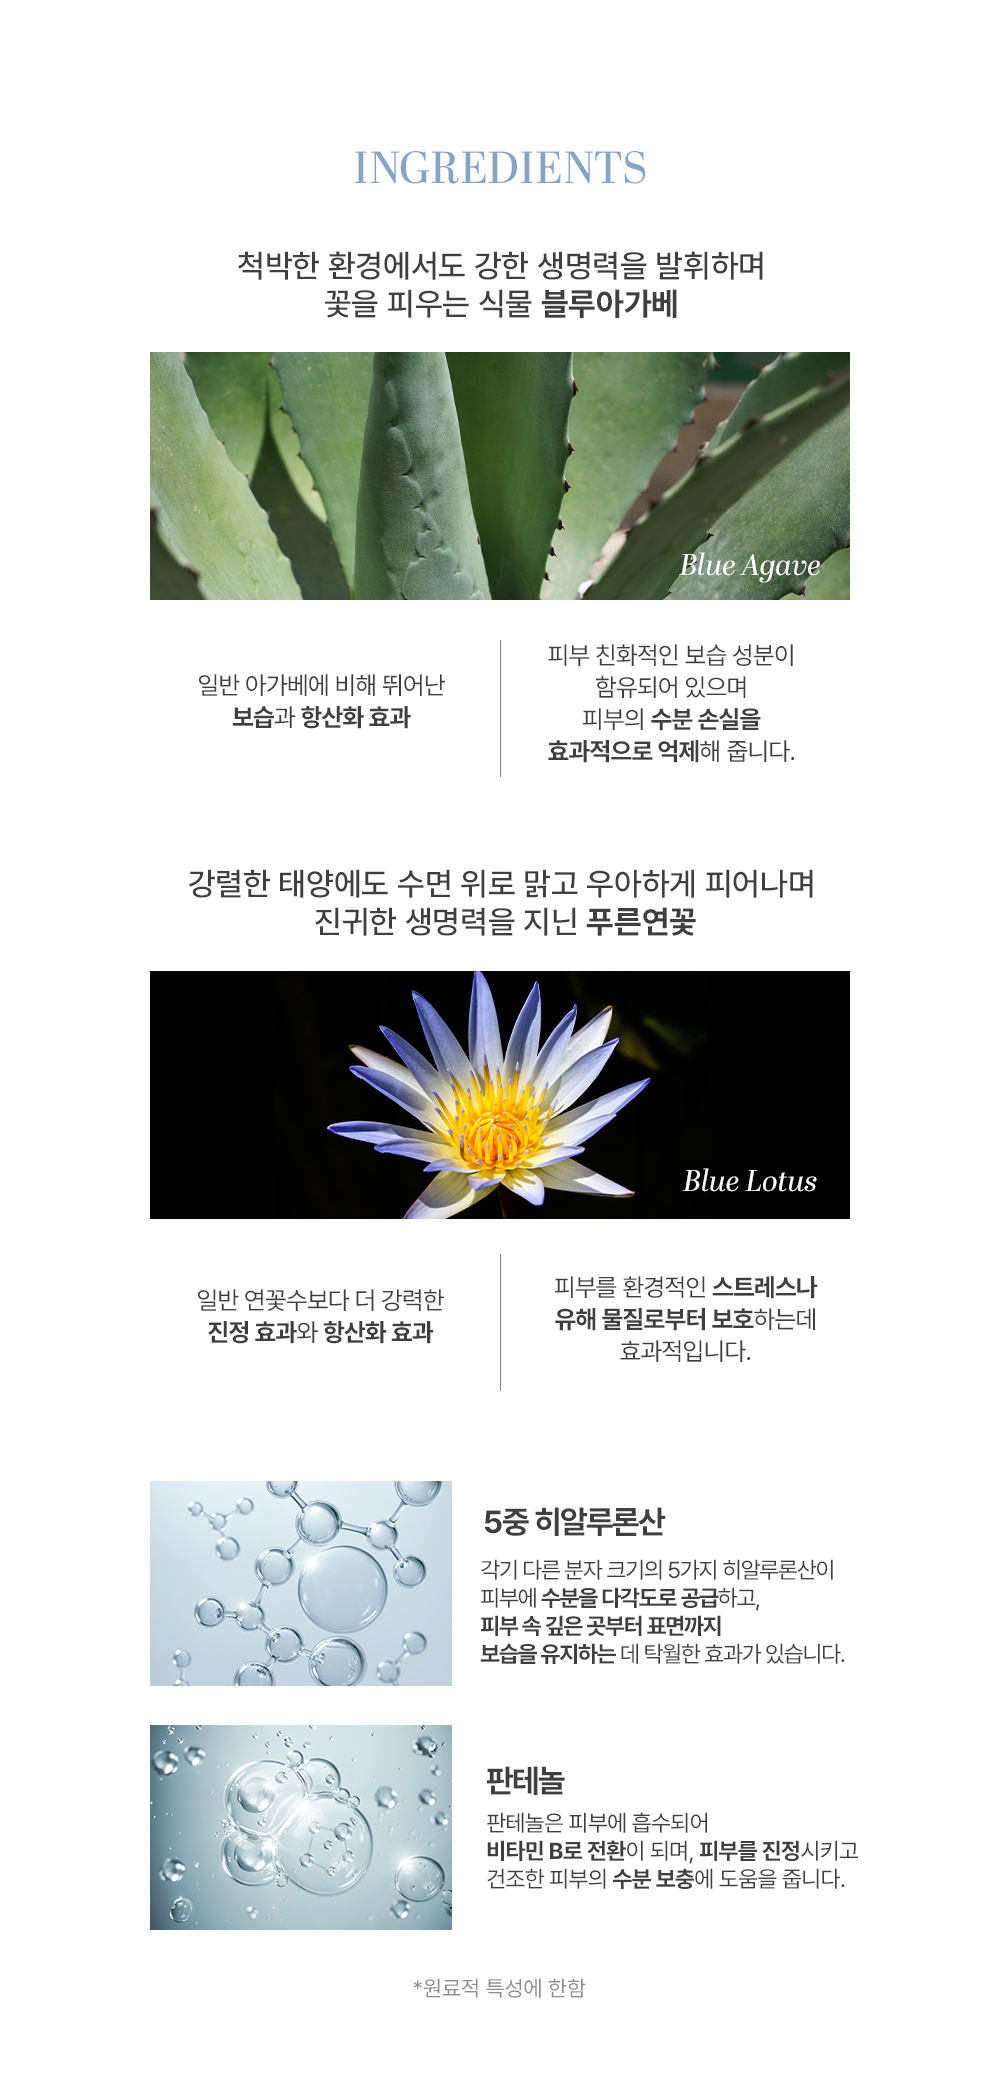 INGREDIENTS
척박한 환경에서도 강한 생명력을 발휘하며
꽃을 피우는 식물 블루아가베
Blue Agave
일반 아가베에 비해 뛰어난
보습과 항산화 효과
피부 친화적인 보습 성분이
함유되어 있으며
피부의 수분 손실을
효과적으로 억제해 줍니다.
강렬한 태양에도 수면 위로 맑고 우아하게 피어나며
진귀한 생명력을 지닌 푸른연꽃
Blue Lotus
일반 연꽃수보다 더 강력한
진정 효과와 항산화 효과
피부를 환경적인 스트레스나
유해 물질로부터 보호하는데
효과적입니다.
5중 히알루론산
각기 다른 분자 크기의 5가지 히알루론산이
피부에 수분을 다각도로 공급하고,
피부 속 깊은 곳부터 표면까지
보습을 유지하는 데 탁월한 효과가 있습니다.
판테놀
판테놀은 피부에 흡수되어
비타민 B로 전환이 되며, 피부를 진정시키고
건조한 피부의 수분 보충에 도움을 줍니다.
*원료적 특성에 한함